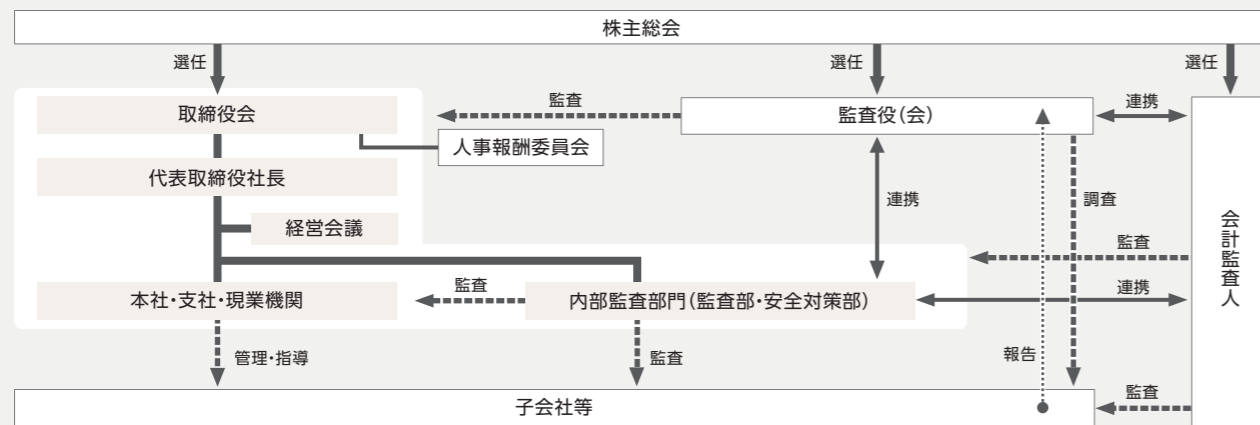 株主総会
選任
選任
選任
取締役会
監査
監査役(会)
連携
人事報酬委員会
代表取締役社長
連携
調査
経営会議
会計監査人
監査
本社・支社・現業機関
監査
内部監査部門(監査部・安全対策部)
連携
管理・指導
監査
報告
子会社等
監査